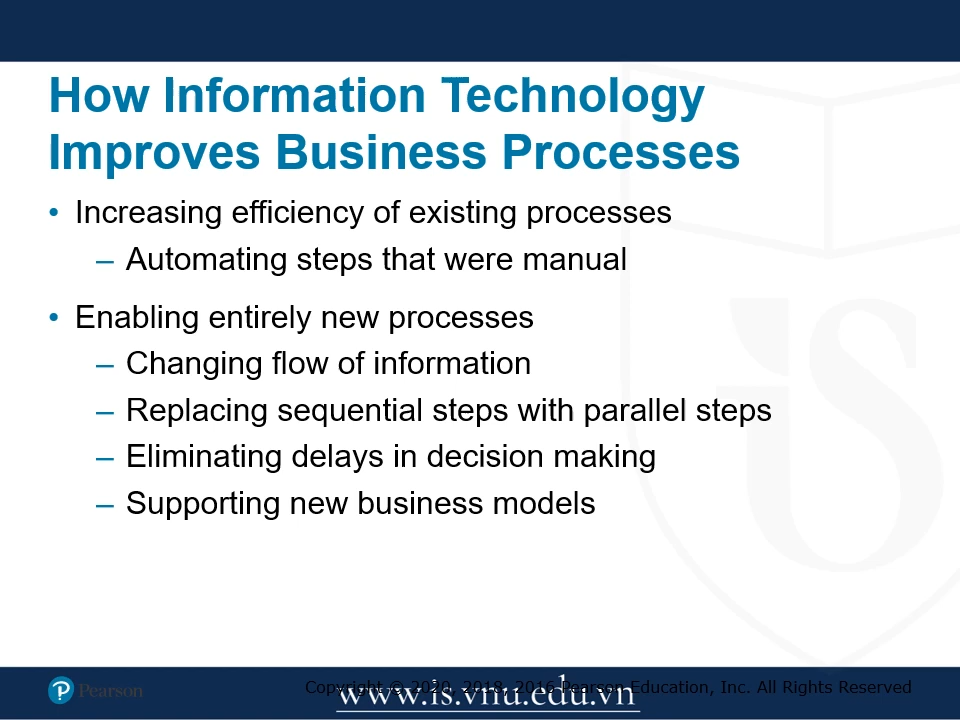 How Information Technology
Improves Business Processes
• Increasing efficiency of existing processes
– Automating steps that were manual
• Enabling entirely new processes
– Changing flow of information
– Replacing sequential steps with parallel steps
– Eliminating delays in decision making
– Supporting new business models
iS
P Pearson
Copyright © 2020, 2018, 2016 Pearson Education, Inc. All Rights Reserved
www.is.vnu.edu.vn